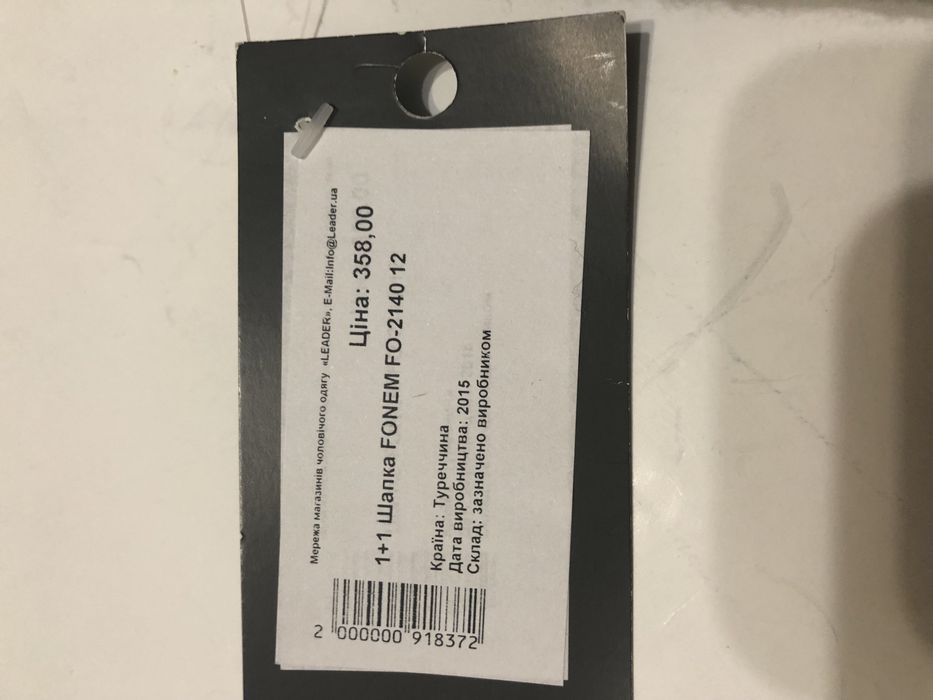 Мережа магазинів чоловічого одягу «LEADER». E-Mail:Info@Leader.ua
Ціна: 358,00
1+1 Шапка FONEM FO-2140 12
Країна: Туреччина
Дата виробництва: 2015
Склад: зазначено виробником
2 000000 918372